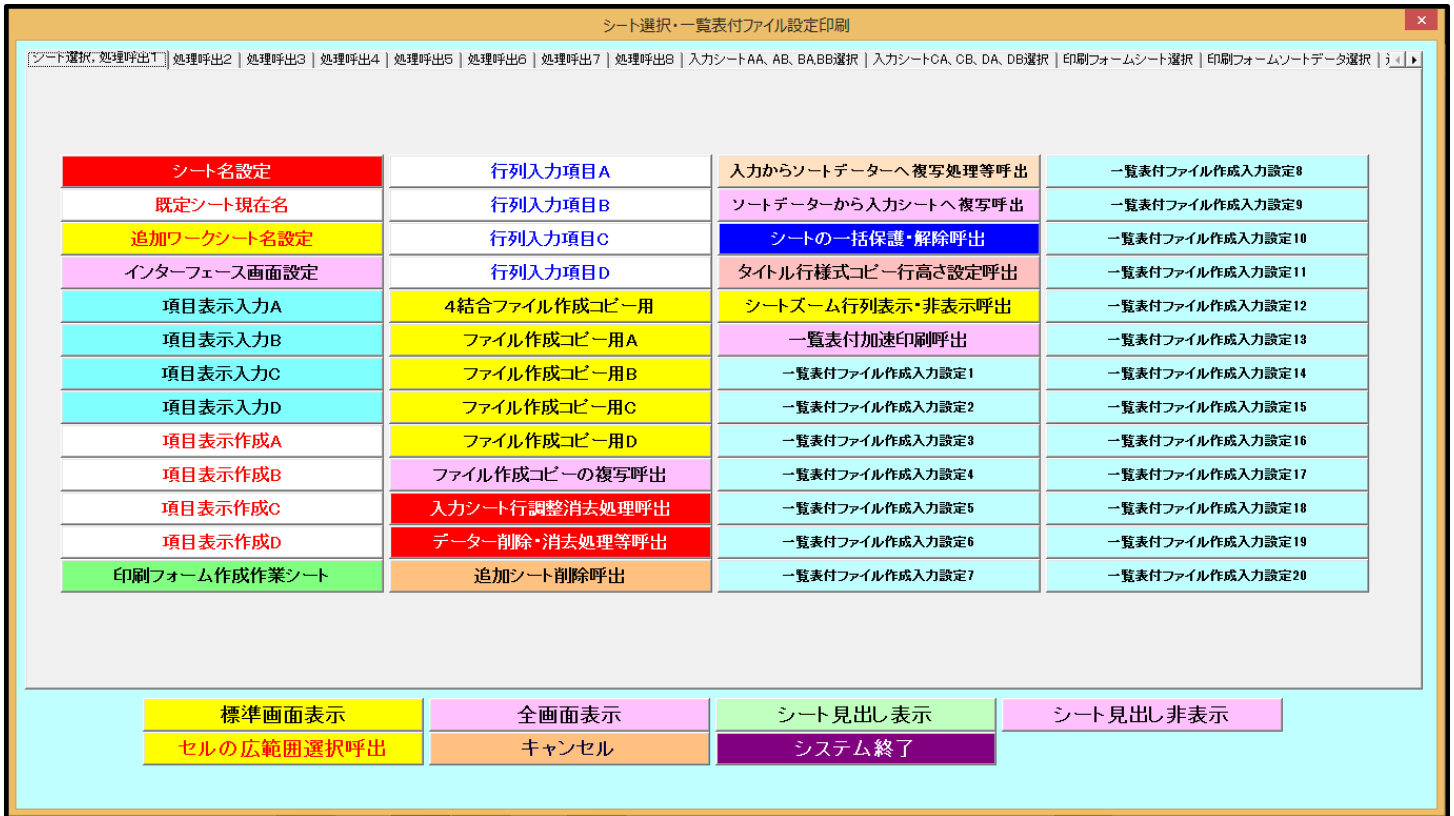 シート選択・一覧表付ファイル設定印刷
シート選択,処理呼出1 処理呼出2 処理呼出3 処理呼出4 処理呼出5 処理呼出6 処理呼出7 処理呼出8 入力シートAA、AB、BA,BB選択 入力シートCA、CB、DA、DB選択 印刷フォームシート選択 印刷フォームソートデータ選択
シート名設定 行列入力項目A 入力からソートデーターへ複写処理等呼出 一覧表付ファイル作成入力設定8
既定シート現在名 行列入力項目B ソートデーターから入力シートへ複写呼出 一覧表付ファイル作成入力設定9
追加ワークシート名設定 行列入力項目C シートの一括保護・解除呼出 一覧表付ファイル作成入力設定10
インターフェース画面設定 行列入力項目D タイトル行様式コピー行高さ設定呼出 一覧表付ファイル作成入力設定11
項目表示入力A 4結合ファイル作成コピー用 シートズーム行列表示・非表示呼出 一覧表付ファイル作成入力設定12
項目表示入力B ファイル作成コピー用A 一覧表付加速印刷呼出 一覧表付ファイル作成入力設定13
項目表示入力C ファイル作成コピー用B 一覧表付ファイル作成入力設定1 一覧表付ファイル作成入力設定14
項目表示入力D ファイル作成コピー用C 一覧表付ファイル作成入力設定2 一覧表付ファイル作成入力設定15
項目表示作成A ファイル作成コピー用D 一覧表付ファイル作成入力設定3 一覧表付ファイル作成入力設定16
項目表示作成B ファイル作成コピーの複写呼出 一覧表付ファイル作成入力設定4 一覧表付ファイル作成入力設定17
項目表示作成C 入力シート行調整消去処理呼出 一覧表付ファイル作成入力設定5 一覧表付ファイル作成入力設定18
項目表示作成D データー削除・消去処理等呼出 一覧表付ファイル作成入力設定6 一覧表付ファイル作成入力設定19
印刷フォーム作成作業シート 追加シート削除呼出 一覧表付ファイル作成入力設定7 一覧表付ファイル作成入力設定20
標準画面表示 全画面表示 シート見出し表示 シート見出し非表示
セルの広範囲選択呼出 キャンセル システム終了